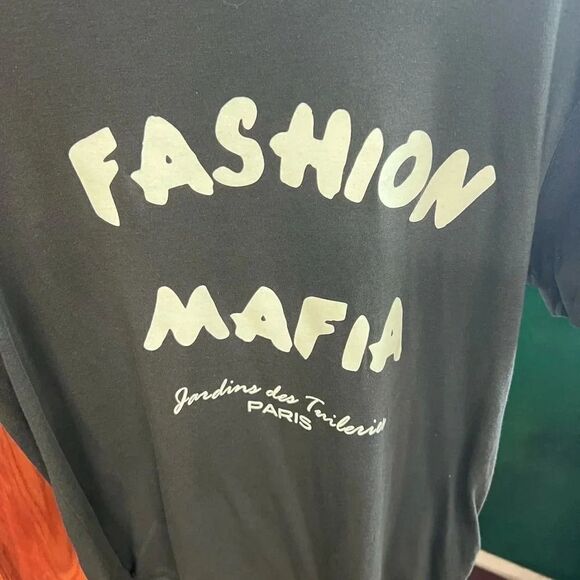 FASHION
MAFIA
Jardins des Tuileries
PARIS